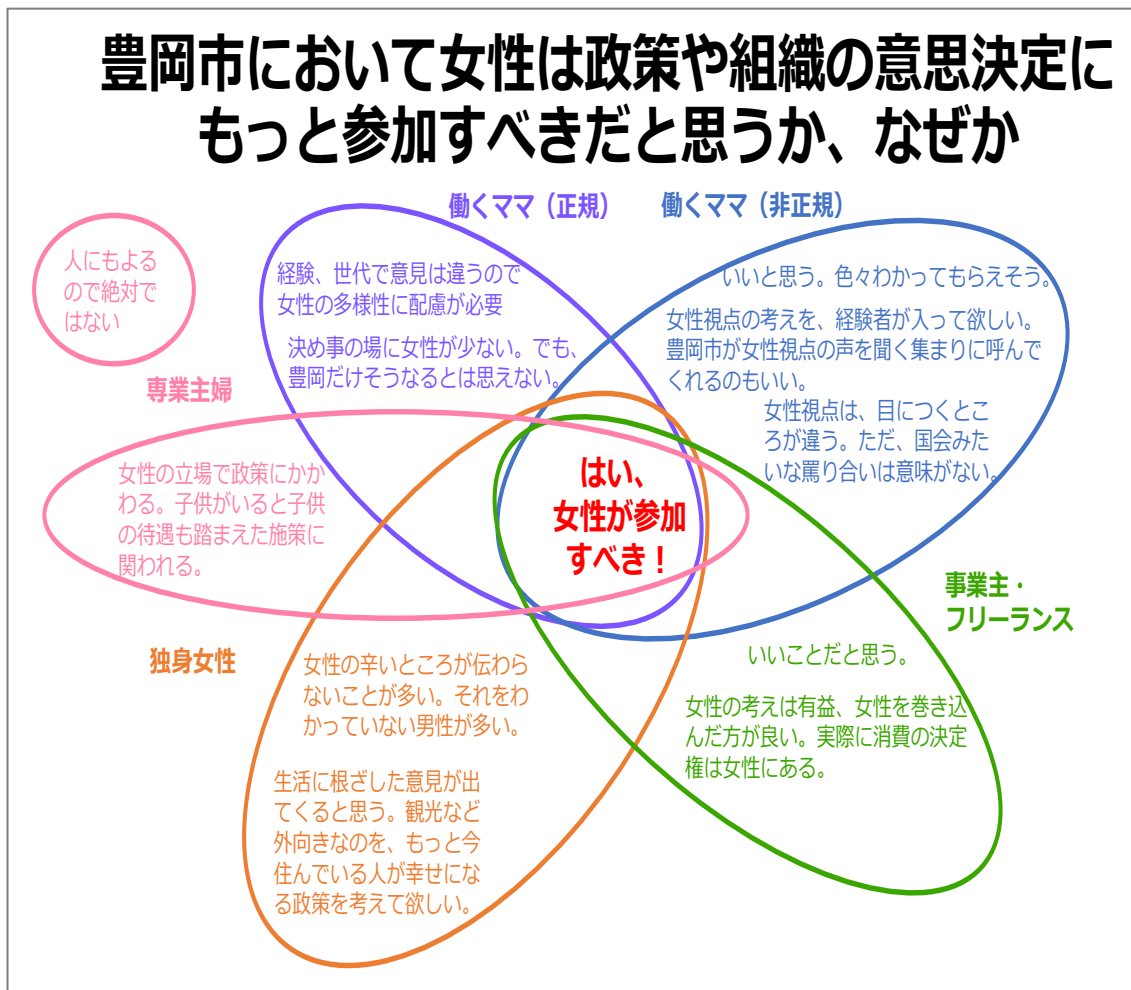 豊岡市において女性は政策や組織の意思決定に
もっと参加すべきだと思うか、なぜか
働くママ（正規）
働くママ（非正規）
人にもよる
ので絶対で
はない
経験、世代で意見は違うので
女性の多様性に配慮が必要
決め事の場に女性が少ない。でも、
豊岡だけそうなるとは思えない。
いいと思う。色々わかってもらえそう。
女性視点の考えを、経験者が入って欲しい。
豊岡市が女性視点の声を聞く集まりに呼んで
くれるのもいい。
女性視点は、目につくとこ
ろが違う。ただ、国会みた
いな罵り合いは意味がない。
専業主婦
女性の立場で政策にかか
わる。子供がいると子供
の待遇も踏まえた施策に
関われる。
はい、
女性が参加
すべき！
事業主・
フリーランス
独身女性
女性の辛いところが伝わら
ないことが多い。それをわ
かっていない男性が多い。
生活に根ざした意見が出
てくると思う。観光など
外向きなのを、もっと今
住んでいる人が幸せにな
る政策を考えて欲しい。
いいことだと思う。
女性の考えは有益、女性を巻き込
んだ方が良い。実際に消費の決定
権は女性にある。